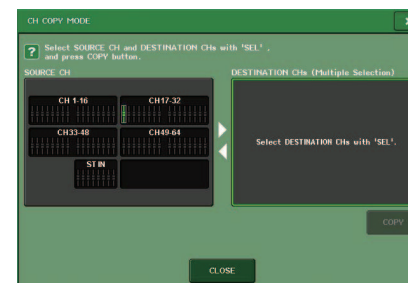 CH COPY MODE
? Select SOURCE CH and DESTINATION CHs with 'SEL' ,
and press COPY button.
SOURCE CH
DESTINATION CHs (Multiple Selection)
CH 1-16
CH17-32
CH33-48
CH49-64
ST IN
Select DESTINATION CHs with 'SEL'.
COPY
CLOSE